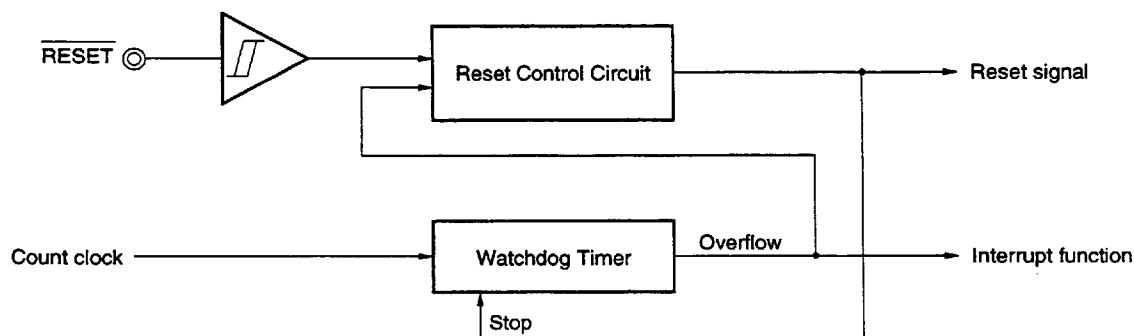 RESET
Reset Control Circuit
Reset signal
Count clock
Watchdog Timer
Overflow
Interrupt function
Stop